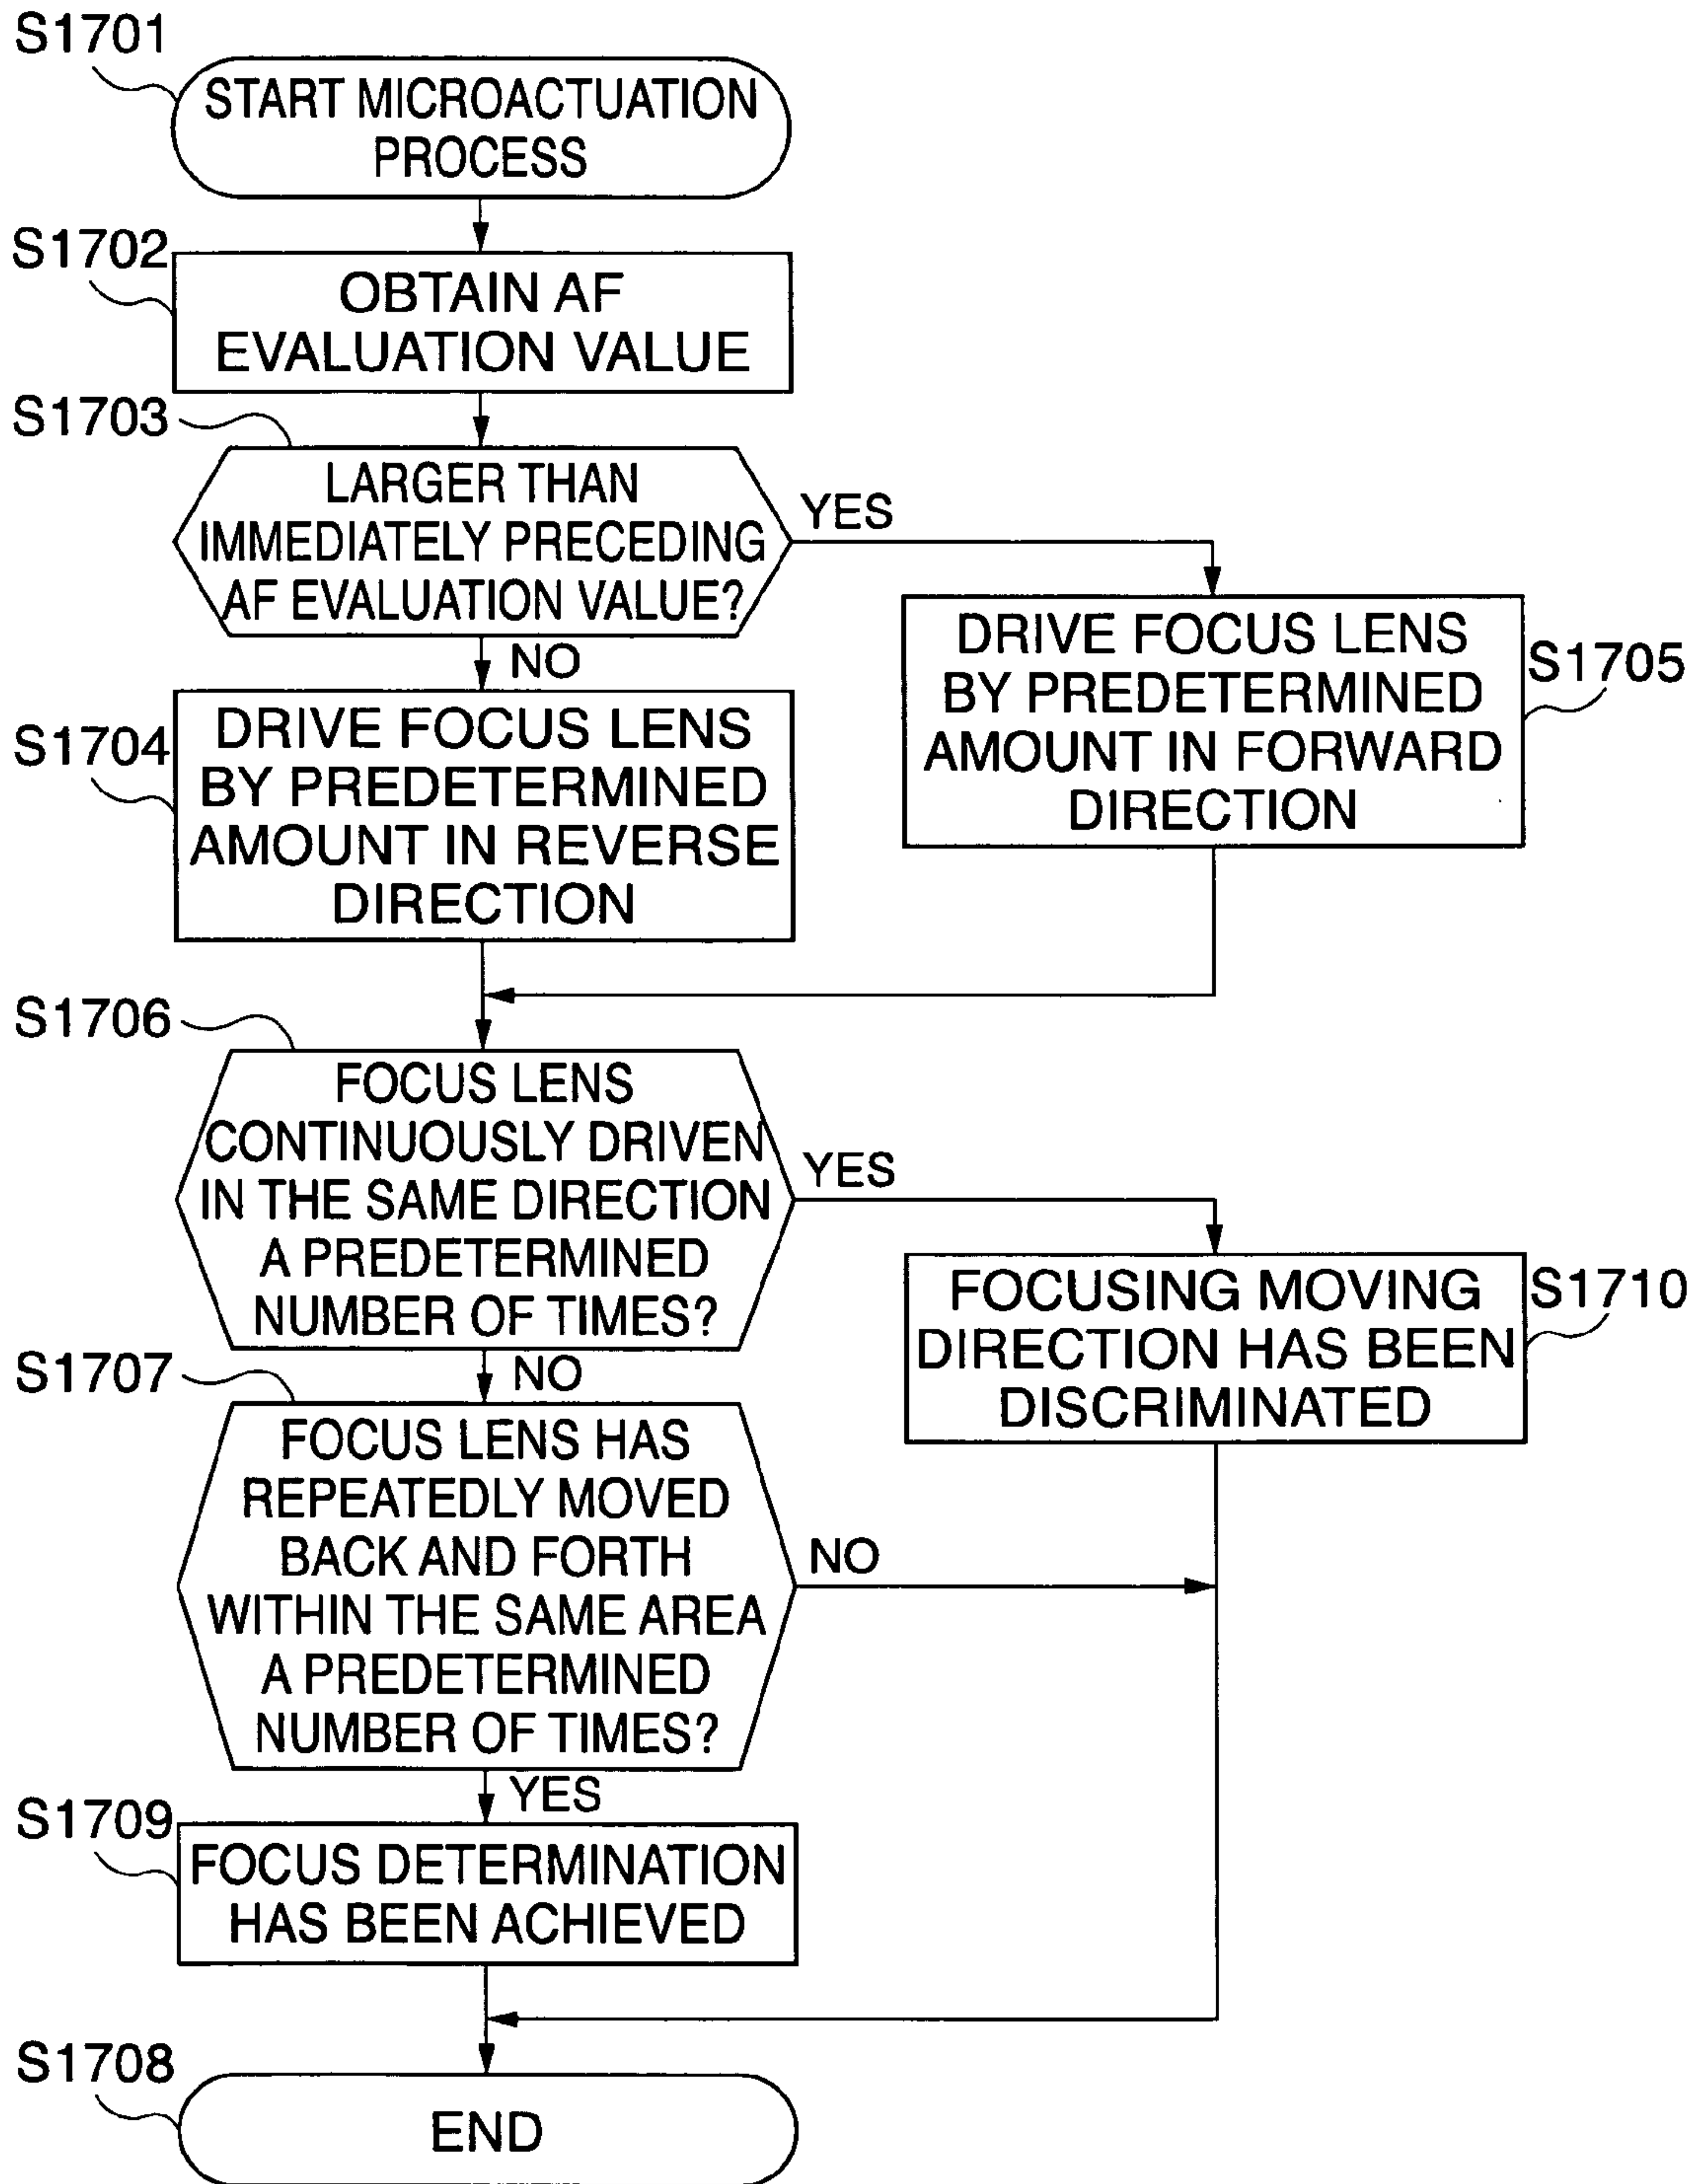 S1701
START MICROACTUATION
PROCESS
S1702
OBTAIN AF
EVALUATION VALUE
S1703
LARGER THAN
IMMEDIATELY PRECEDING
AF EVALUATION VALUE?
YES
NO
S1704
DRIVE FOCUS LENS
BY PREDETERMINED
AMOUNT IN REVERSE
DIRECTION
DRIVE FOCUS LENS
BY PREDETERMINED
AMOUNT IN FORWARD
DIRECTION
S1705
S1706
FOCUS LENS
CONTINUOUSLY DRIVEN
IN THE SAME DIRECTION
A PREDETERMINED
NUMBER OF TIMES?
YES
NO
FOCUSING MOVING
DIRECTION HAS BEEN
DISCRIMINATED
S1710
S1707
FOCUS LENS HAS
REPEATEDLY MOVED
BACK AND FORTH
WITHIN THE SAME AREA
A PREDETERMINED
NUMBER OF TIMES?
NO
YES
S1709
FOCUS DETERMINATION
HAS BEEN ACHIEVED
S1708
END